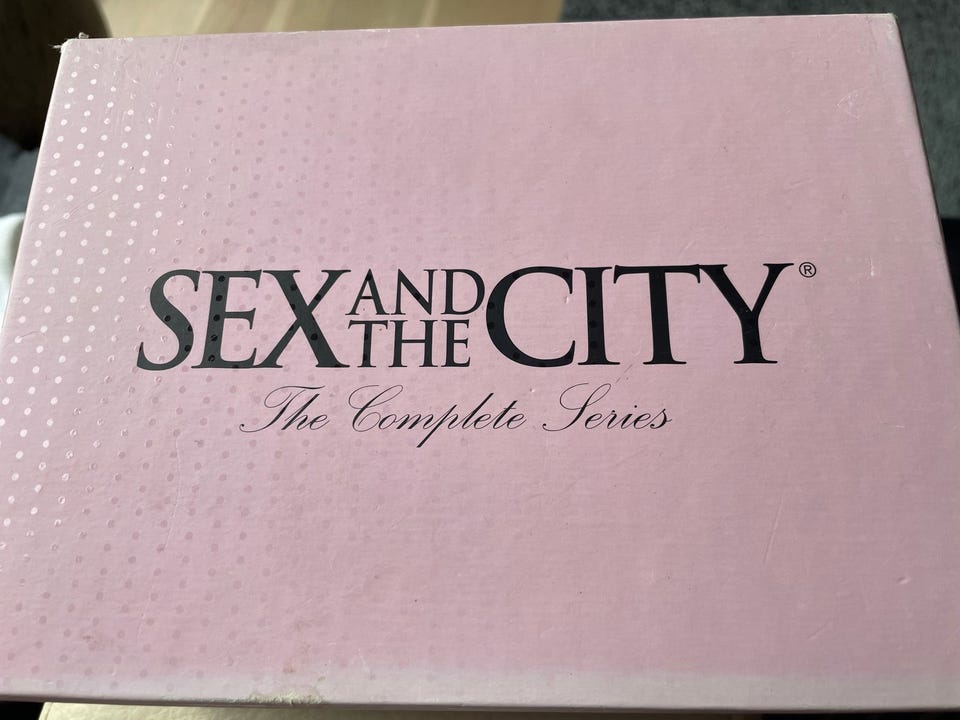 SEX AND THE CITY®
The Complete Series